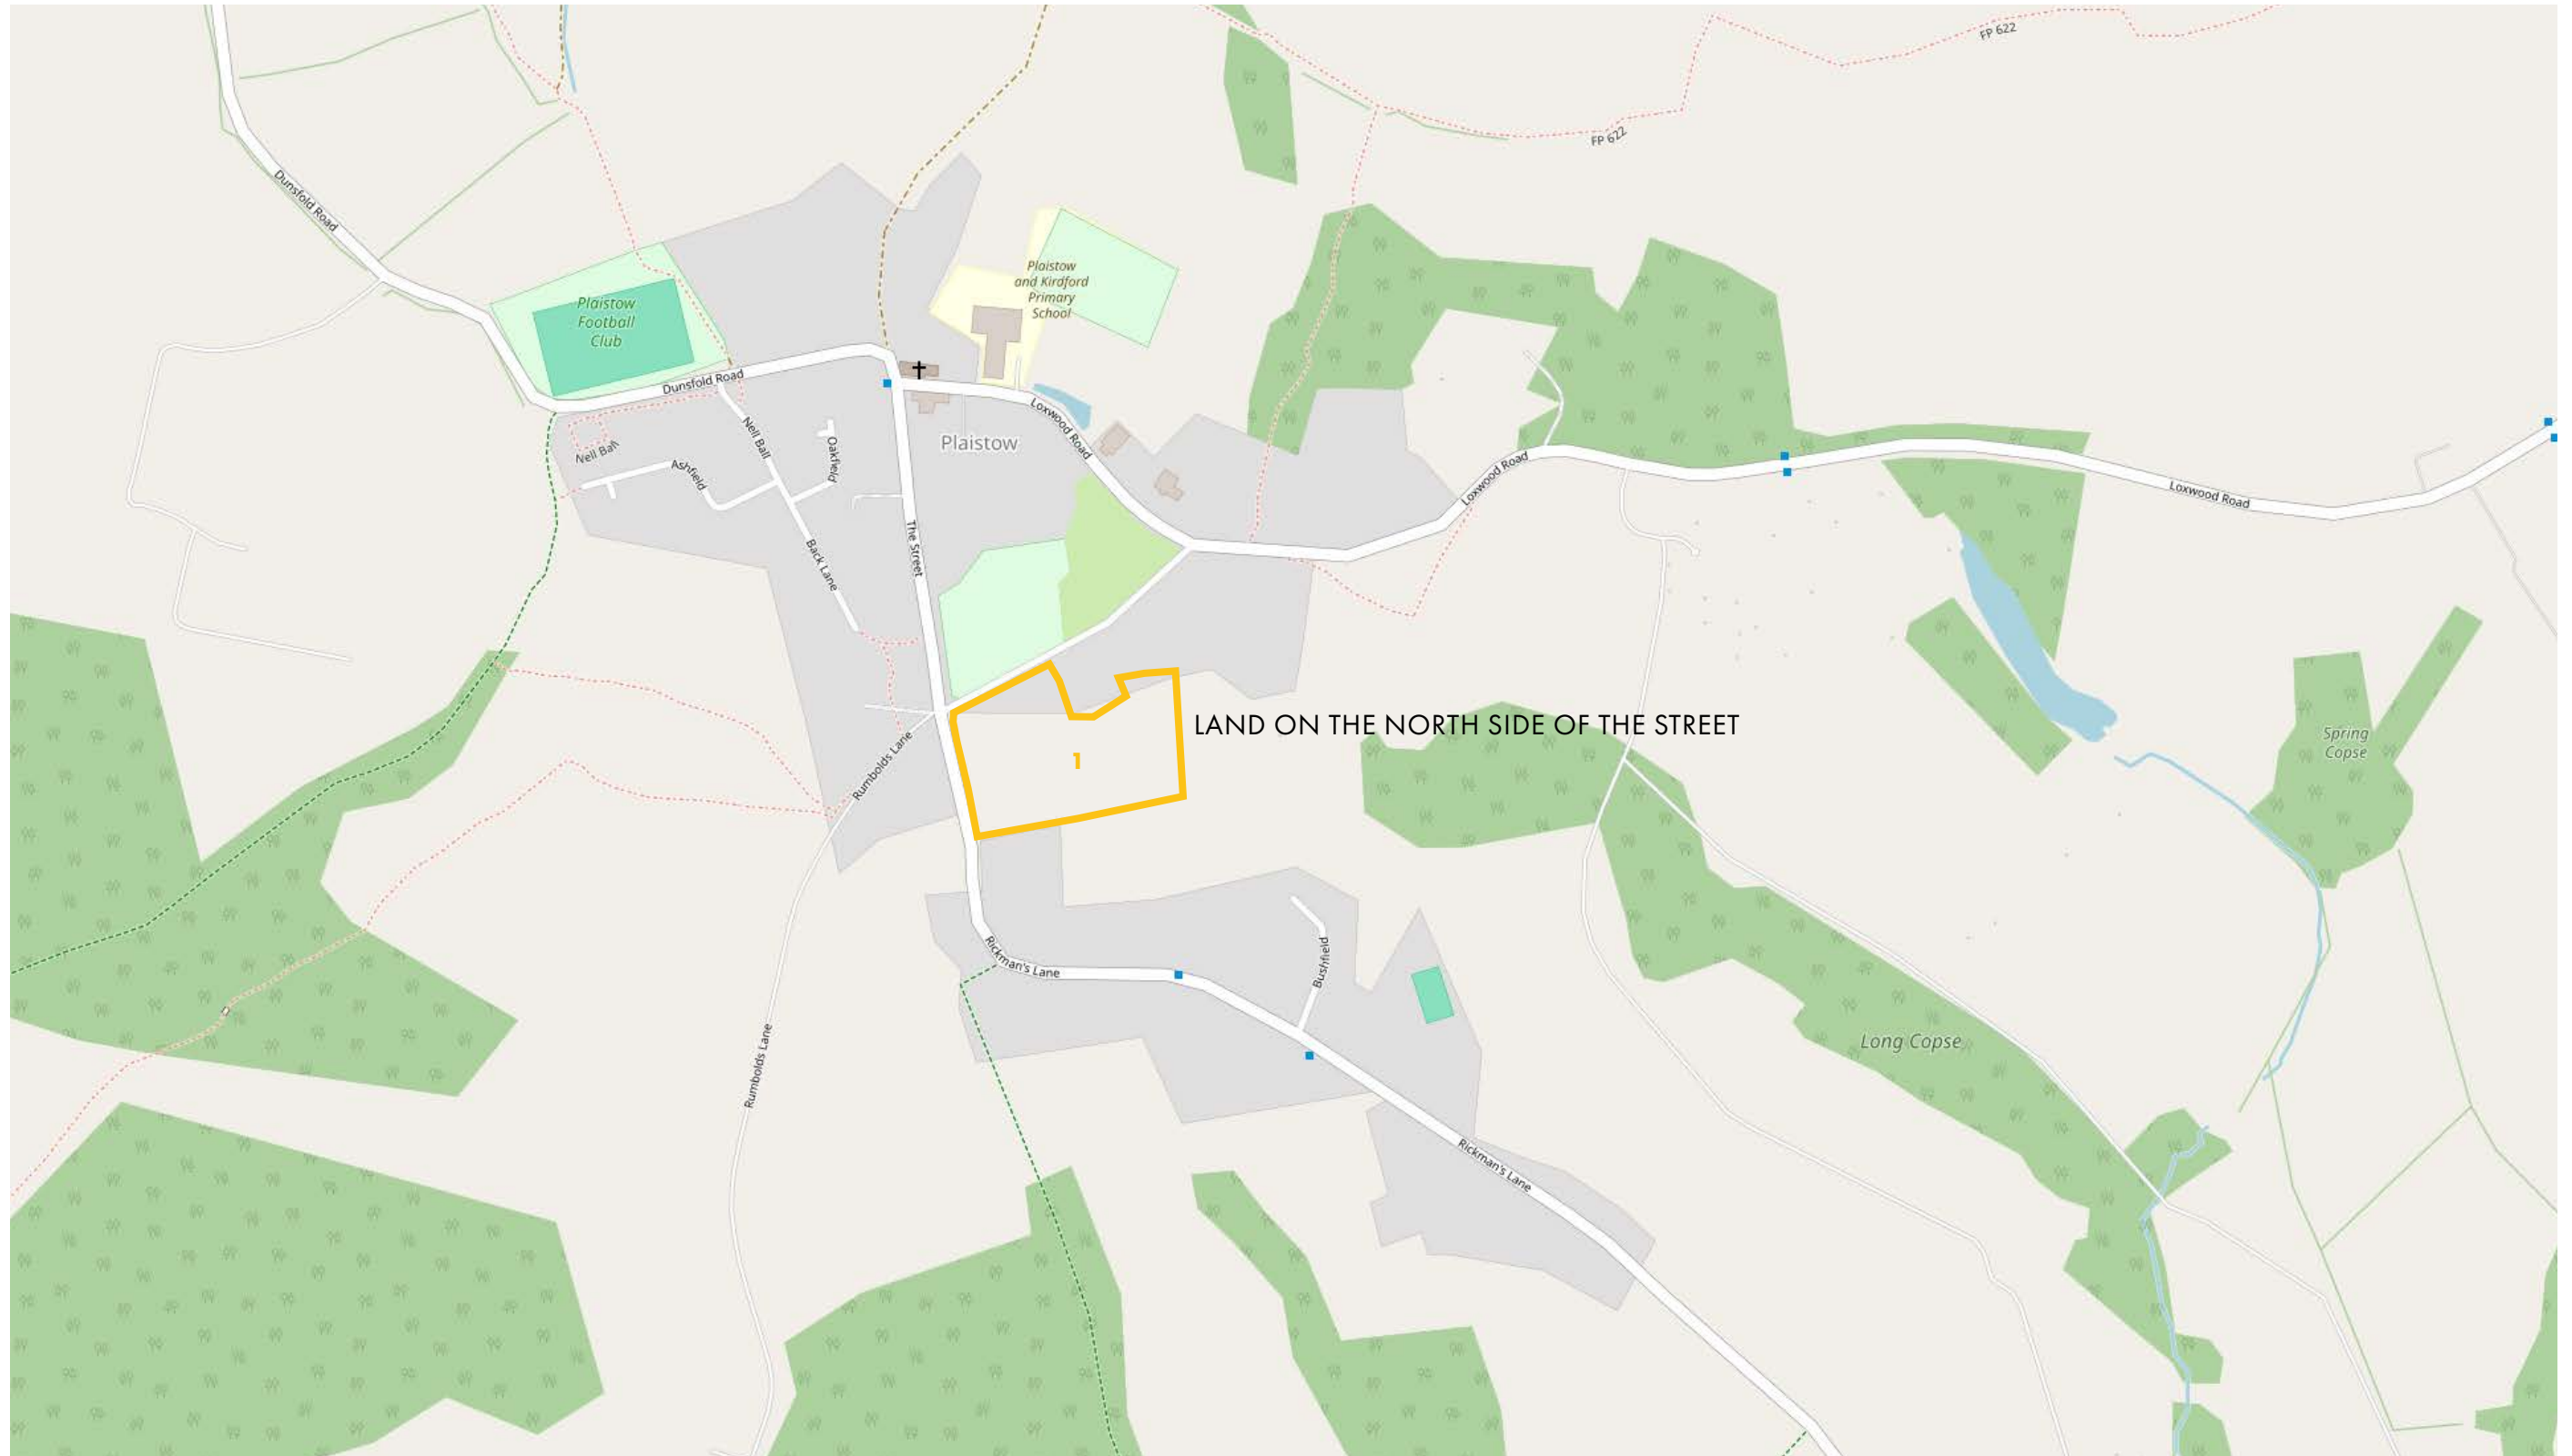 FP 622
FP 622
Dunsfold Road
Plaistow
and Kirdford
Primary
School
Plaistow
Football
Club
Dunsfold Road
Loxwood Road
Nell Ball
Oakfield
Plaistow
Nell Ball
Ashfield
Loxwood Road
Loxwood Road
The Street
Back Lane
LAND ON THE NORTH SIDE OF THE STREET
1
Rumbolds Lane
Spring
Copse
Rickman's Lane
Bushfield
Long Copse
Rumbolds Lane
Rickman's Lane